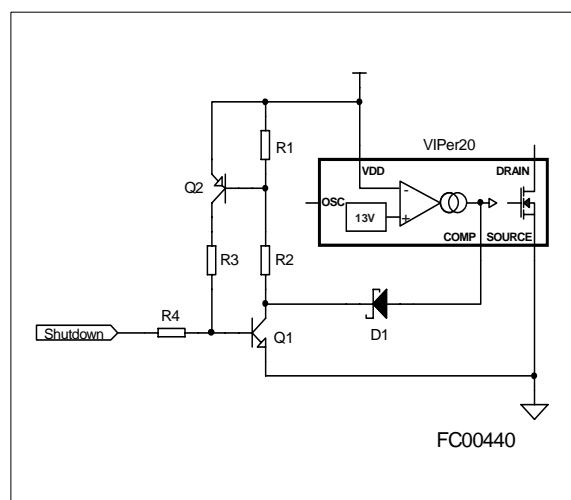 VIPer20
R1
VDD
DRAIN
Q2
OSC
-
13V
+
COMP
SOURCE
R3
R2
R4
Shutdown
Q1
D1
FC00440